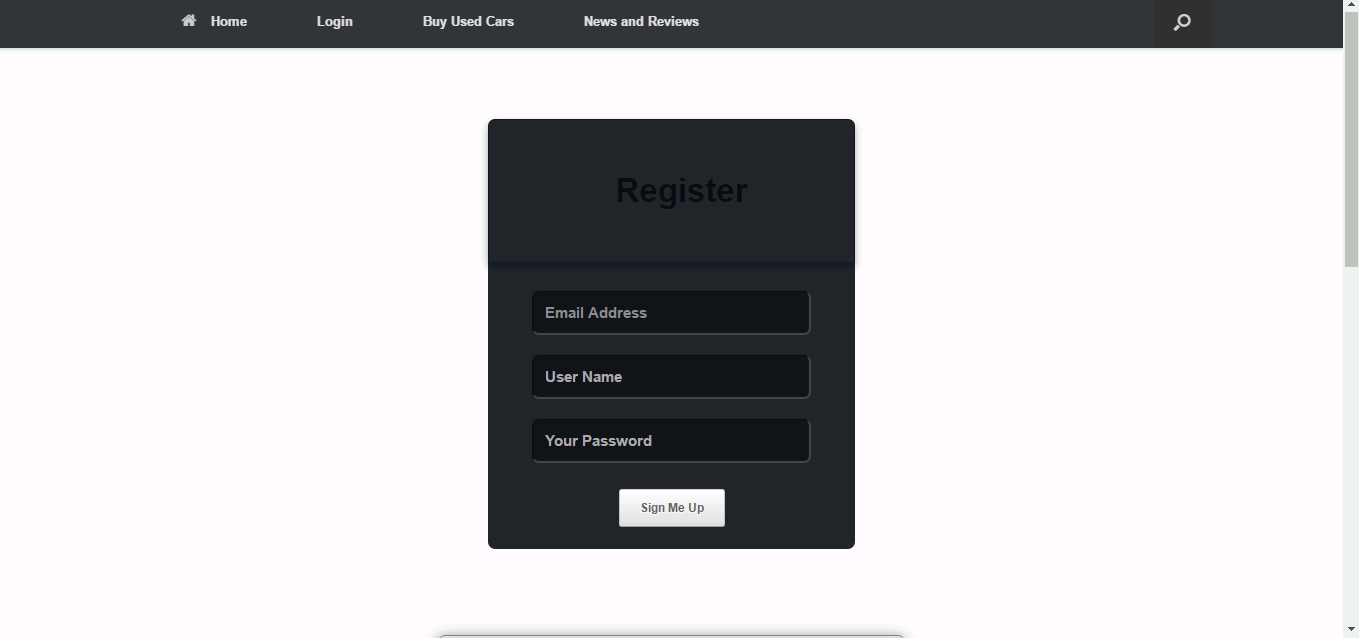 Home Login Buy Used Cars News and Reviews
Register
Email Address
User Name
Your Password
Sign Me Up